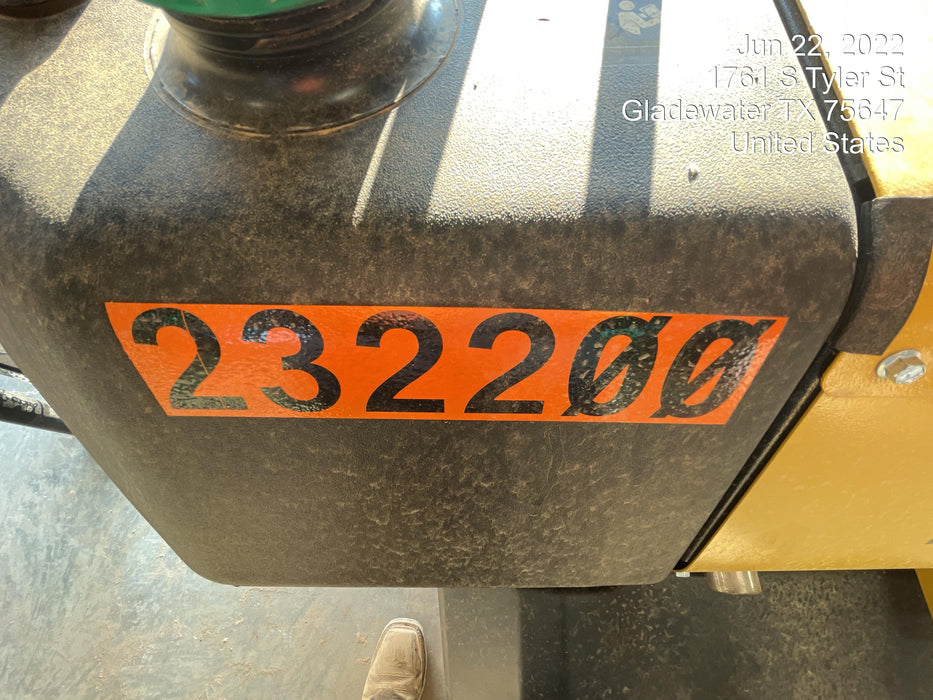 Jun 22, 2022
1761 S Tyler St
Gladewater TX 75647
United States
2322ØØ